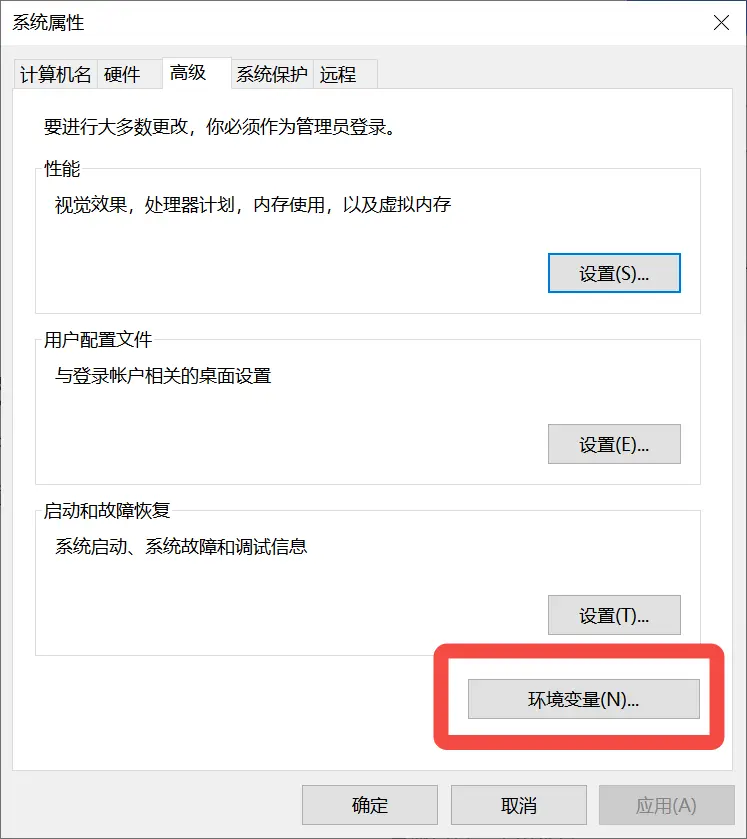 系统属性
计算机名 硬件 高级 系统保护 远程
要进行大多数更改，你必须作为管理员登录。
性能
视觉效果，处理器计划，内存使用，以及虚拟内存
设置(S)...
用户配置文件
与登录帐户相关的桌面设置
设置(E)...
启动和故障恢复
系统启动、系统故障和调试信息
设置(T)...
环境变量(N)...
确定 取消 应用(A)